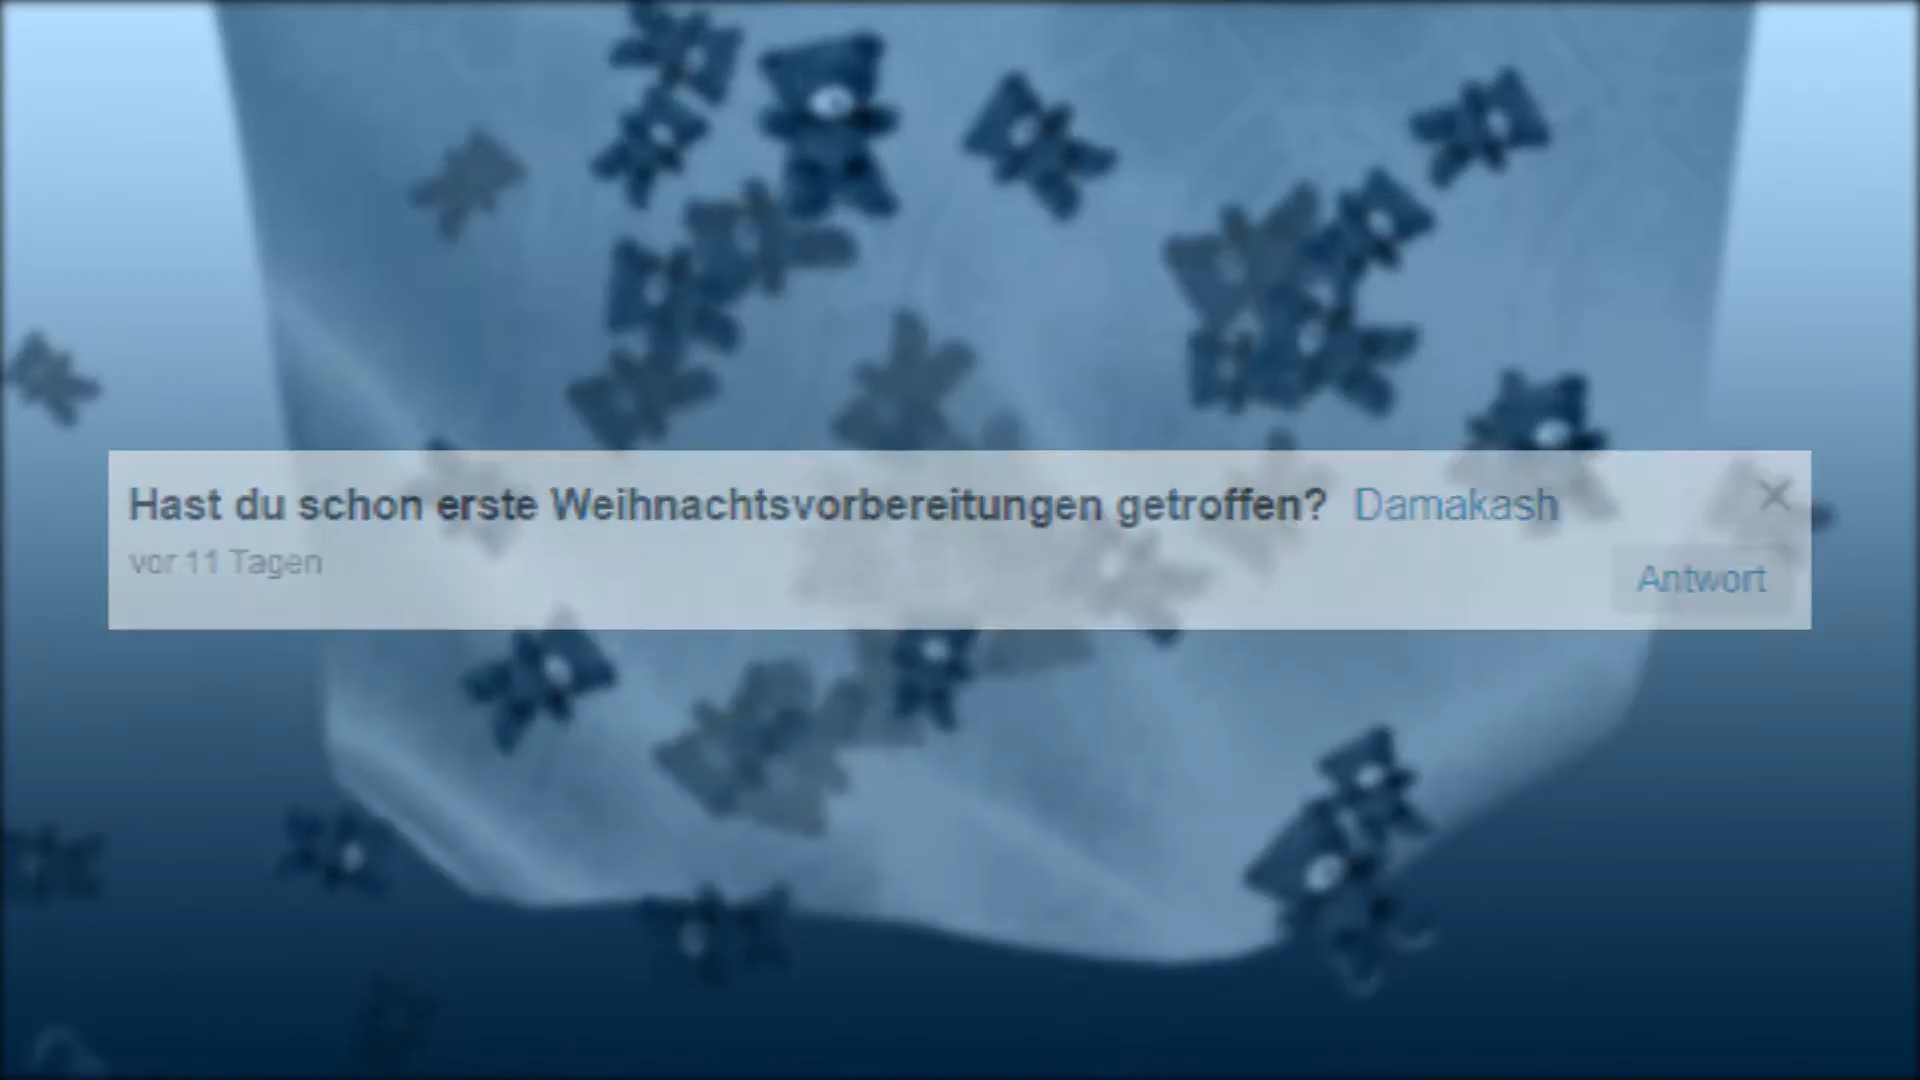 Hast du schon erste Weihnachtsvorbereitungen getroffen? Damakash
vor 11 Tagen
Antwort